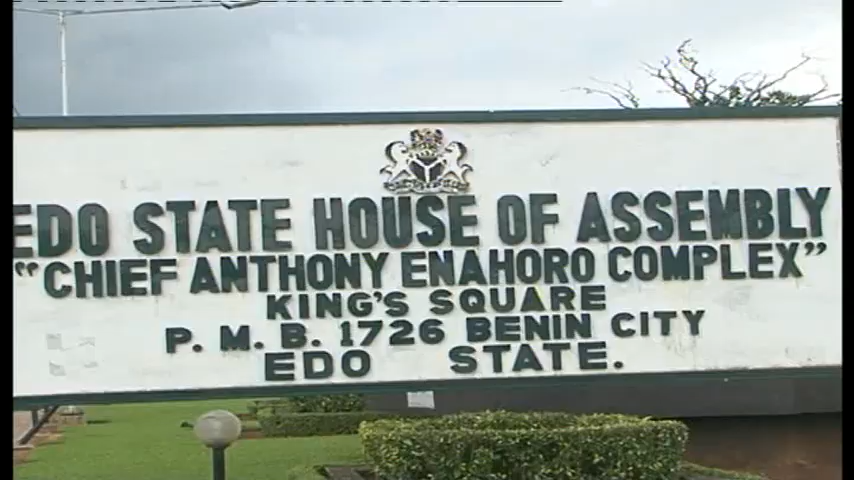 EDO STATE HOUSE OF ASSEMBLY
"CHIEF ANTHONY ENAHORO COMPLEX"
KING'S SQUARE
P. M. B. 1726 BENIN CITY
EDO STATE.